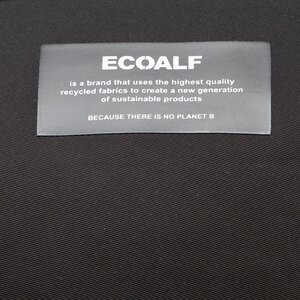 ECOALF
is a brand that uses the highest quality
recycled fabrics to create a new generation
of sustainable products
BECAUSE THERE IS NO PLANET B